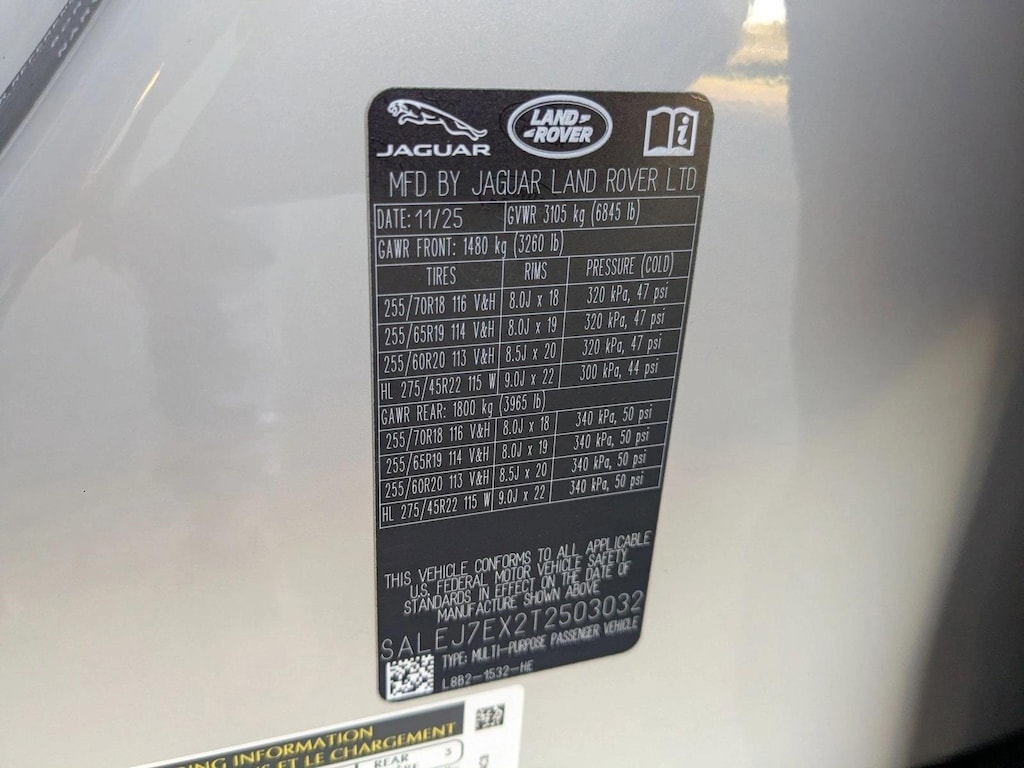 JAGUAR
LAND-
-ROVER
MFD BY JAGUAR LAND ROVER LTD
DATE: 11/25 GVWR 3105 kg (6845 lb)
GAWR FRONT: 1480 kg (3260 lb)
TIRES RIMS PRESSURE (COLD)
255/70R18 116 V&H 8.0J x 18 320 kPa, 47 psi
255/65R19 114 V&H 8.0J x 19 320 kPa, 47 psi
255/60R20 113 V&H 8.5J x 20 320 kPa, 47 psi
HL 275/45R22 115 W 9.0J x 22 300 kPa, 44 psi
GAWR REAR: 1800 kg (3965 lb)
255/70R18 116 V&H 8.0J x 18 340 kPa, 50 psi
255/65R19 114 V&H 8.0J x 19 340 kPa, 50 psi
255/60R20 113 V&H 8.5J x 20 340 kPa, 50 psi
HL 275/45R22 115 W 9.0J x 22 340 kPa, 50 psi
THIS VEHICLE CONFORMS TO ALL APPLICABLE
U.S. FEDERAL MOTOR VEHICLE SAFETY
STANDARDS IN EFFECT ON THE DATE OF
MANUFACTURE SHOWN ABOVE
SALEJ7EX2T2503032
TYPE: MULTI-PURPOSE PASSENGER VEHICLE
L8B2-1532-HE
INFORMATION
LE CHARGEMENT
REAR 3